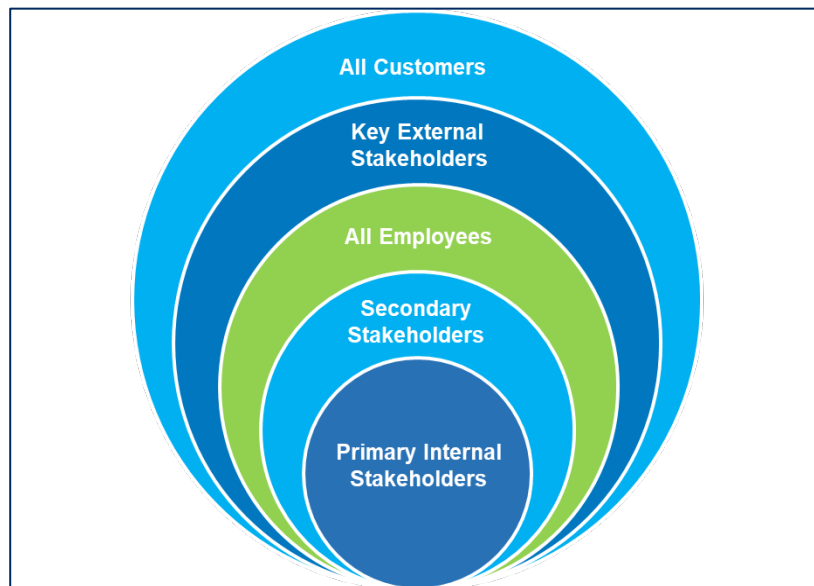 All Customers
Key External
Stakeholders
All Employees
Secondary
Stakeholders
Primary Internal
Stakeholders